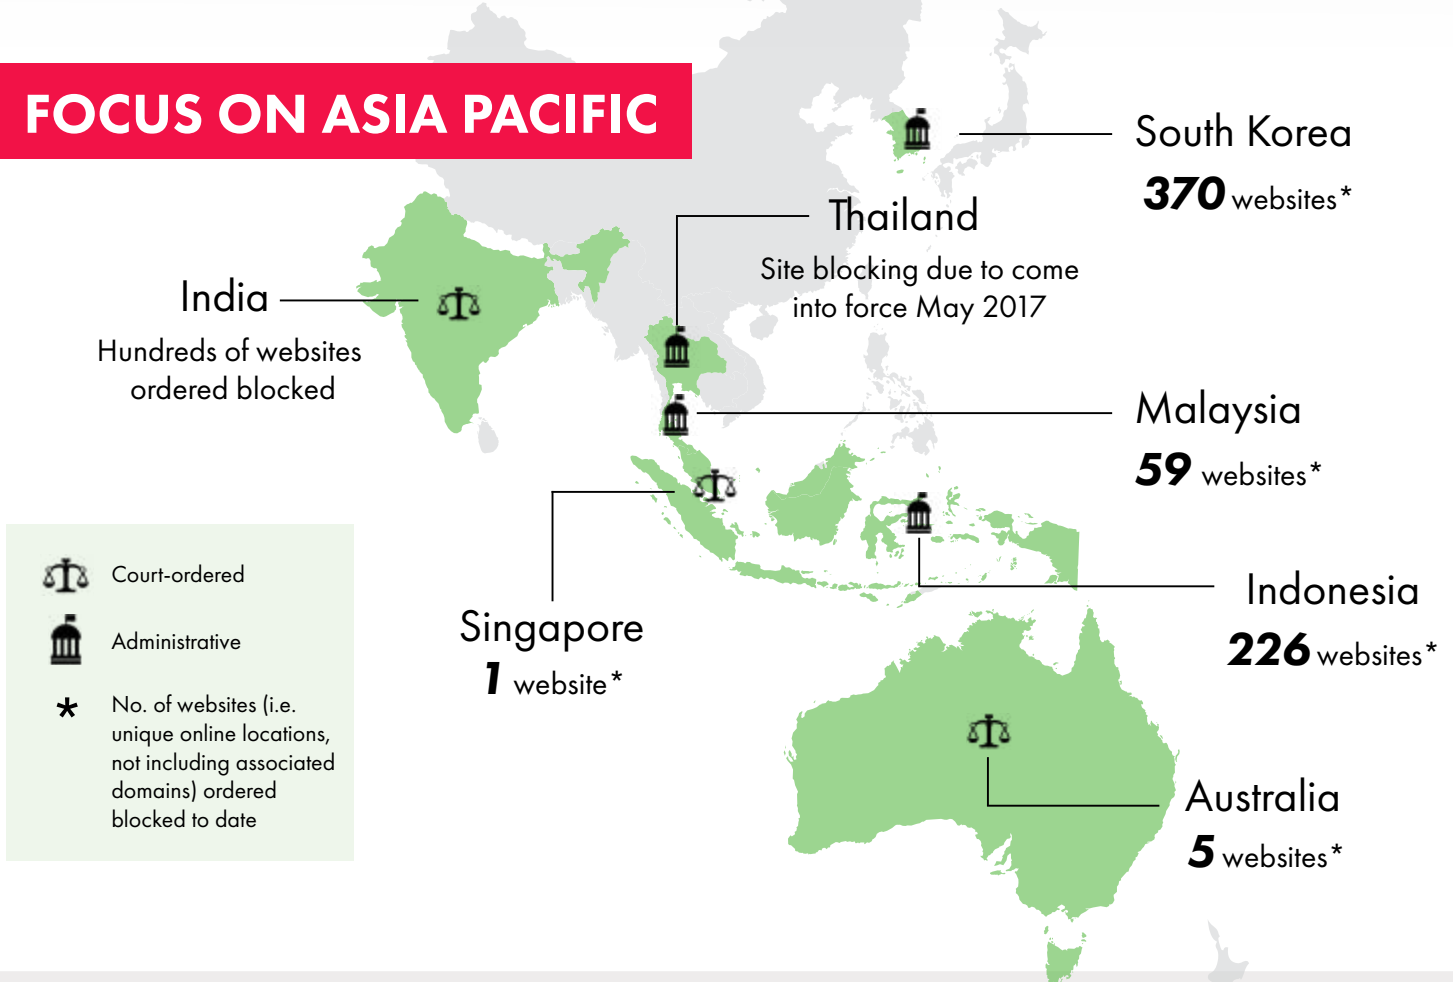 FOCUS ON ASIA PACIFIC
South Korea
370 websites*
Thailand
Site blocking due to come
into force May 2017
India
Hundreds of websites
ordered blocked
Malaysia
59 websites*
Singapore
1 website*
Indonesia
226 websites*
Australia
5 websites*
Court-ordered
Administrative
* No. of websites (i.e.
unique online locations,
not including associated
domains) ordered
blocked to date